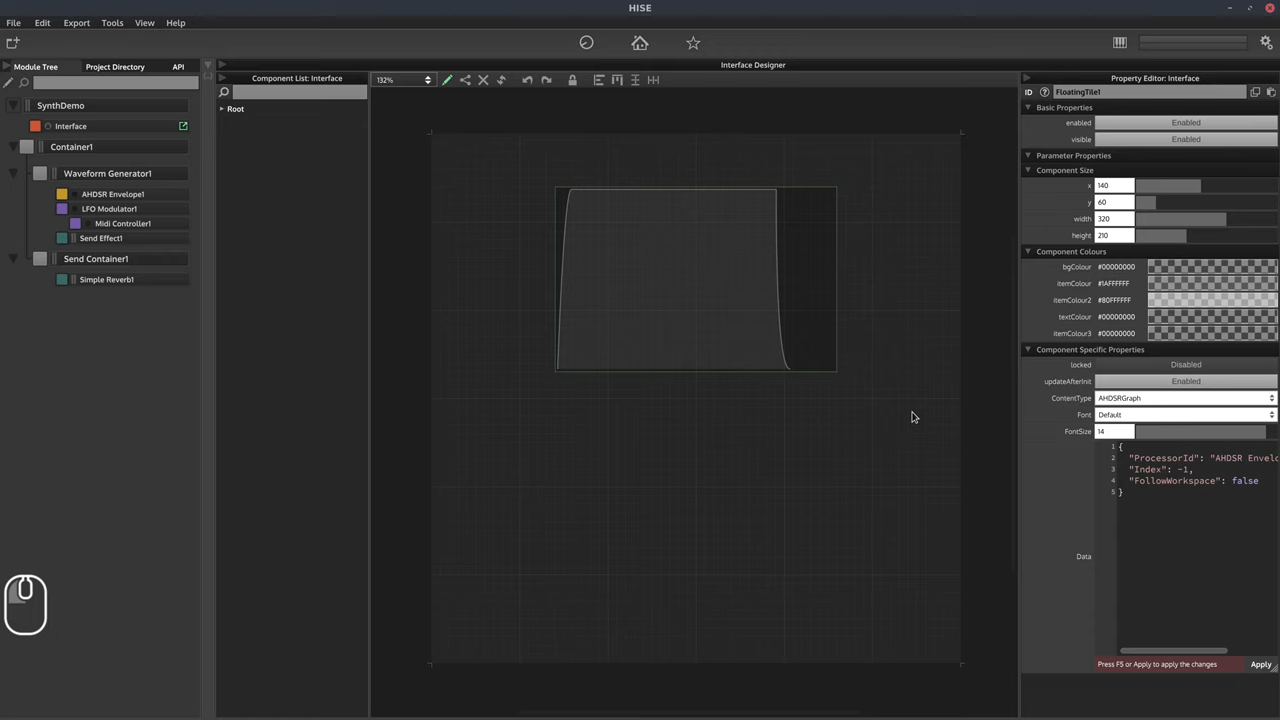 HISE
File Edit Export Tools View Help
Module Tree Project Directory API
SynthDemo
Interface
Container1
Waveform Generator1
AHDSR Envelope1
LFO Modulator1
Midi Controller1
Send Effect1
Send Container1
Simple Reverb1
Component List: Interface
Root
Interface Designer
132%
Property Editor: Interface
ID FloatingTile1
Basic Properties
enabled Enabled
visible Enabled
Parameter Properties
Component Size
x 140
y 60
width 320
height 210
Component Colours
bgColour #00000000
itemColour #1AFFFFFF
itemColour2 #80FFFFFF
textColour #00000000
itemColour3 #00000000
Component Specific Properties
locked Disabled
updateAfterInit Enabled
ContentType AHDSRGraph
Font Default
FontSize 14
Data
1 {
2 "ProcessorId": "AHDSR Envelo
3 "Index": -1,
4 "FollowWorkspace": false
5 }
Press F5 or Apply to apply the changes Apply